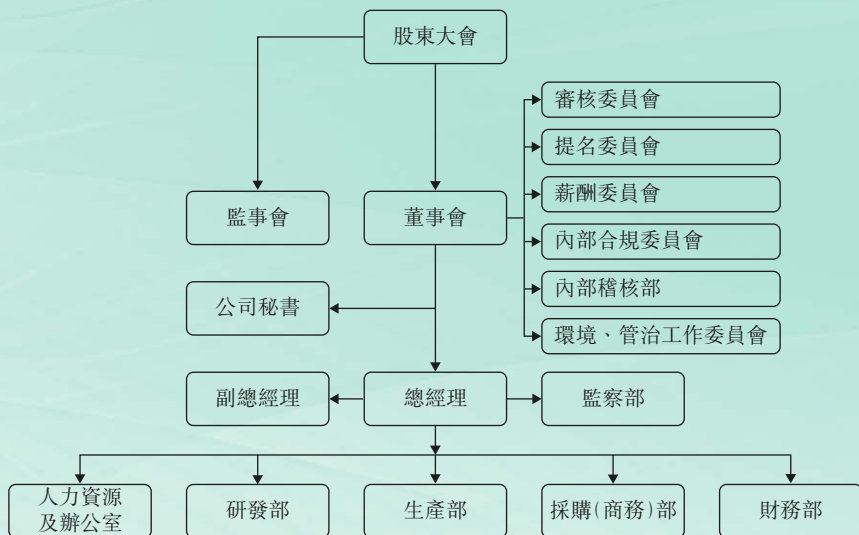 股東大會
審核委員會
提名委員會
薪酬委員會
監事會
董事會
內部合規委員會
內部稽核部
公司秘書
環境、管治工作委員會
副總經理
總經理
監察部
人力資源
及辦公室
研發部
生產部
採購(商務)部
財務部